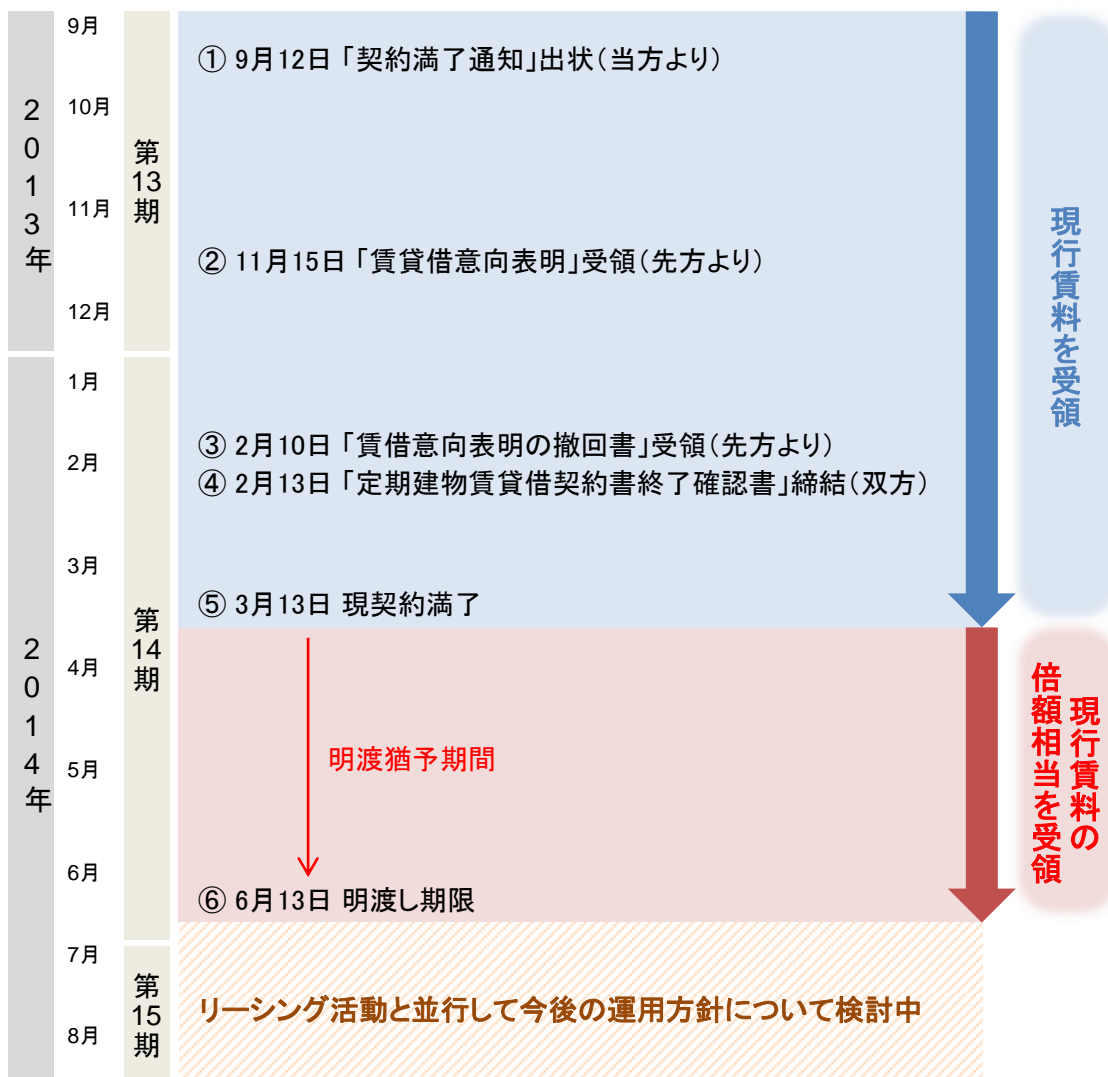 2013年
9月
10月
11月
12月
第13期
① 9月12日「契約満了通知」出状(当方より)
② 11月15日「賃貸借意向表明」受領(先方より)
2014年
1月
2月
3月
4月
5月
6月
7月
8月
第14期
第15期
③ 2月10日「賃借意向表明の撤回書」受領(先方より)
④ 2月13日「定期建物賃貸借契約書終了確認書」締結(双方)
⑤ 3月13日 現契約満了
明渡猶予期間
⑥ 6月13日 明渡し期限
リーシング活動と並行して今後の運用方針について検討中
現行賃料を受領
現行賃料の
倍額相当を受領